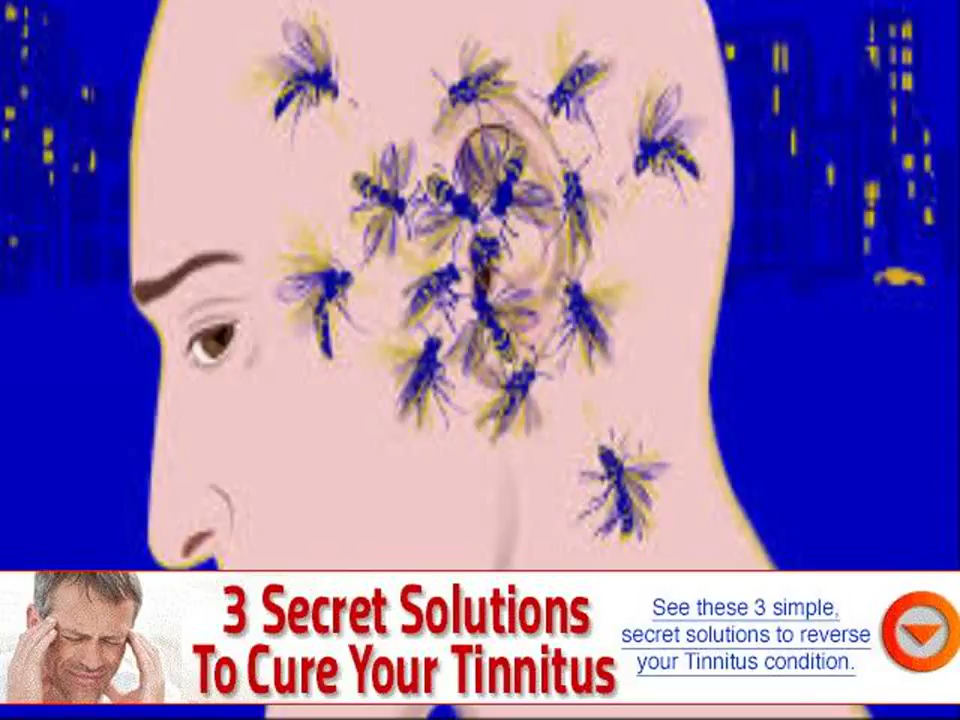 3 Secret Solutions
To Cure Your Tinnitus
See these 3 simple,
secret solutions to reverse
your Tinnitus condition.